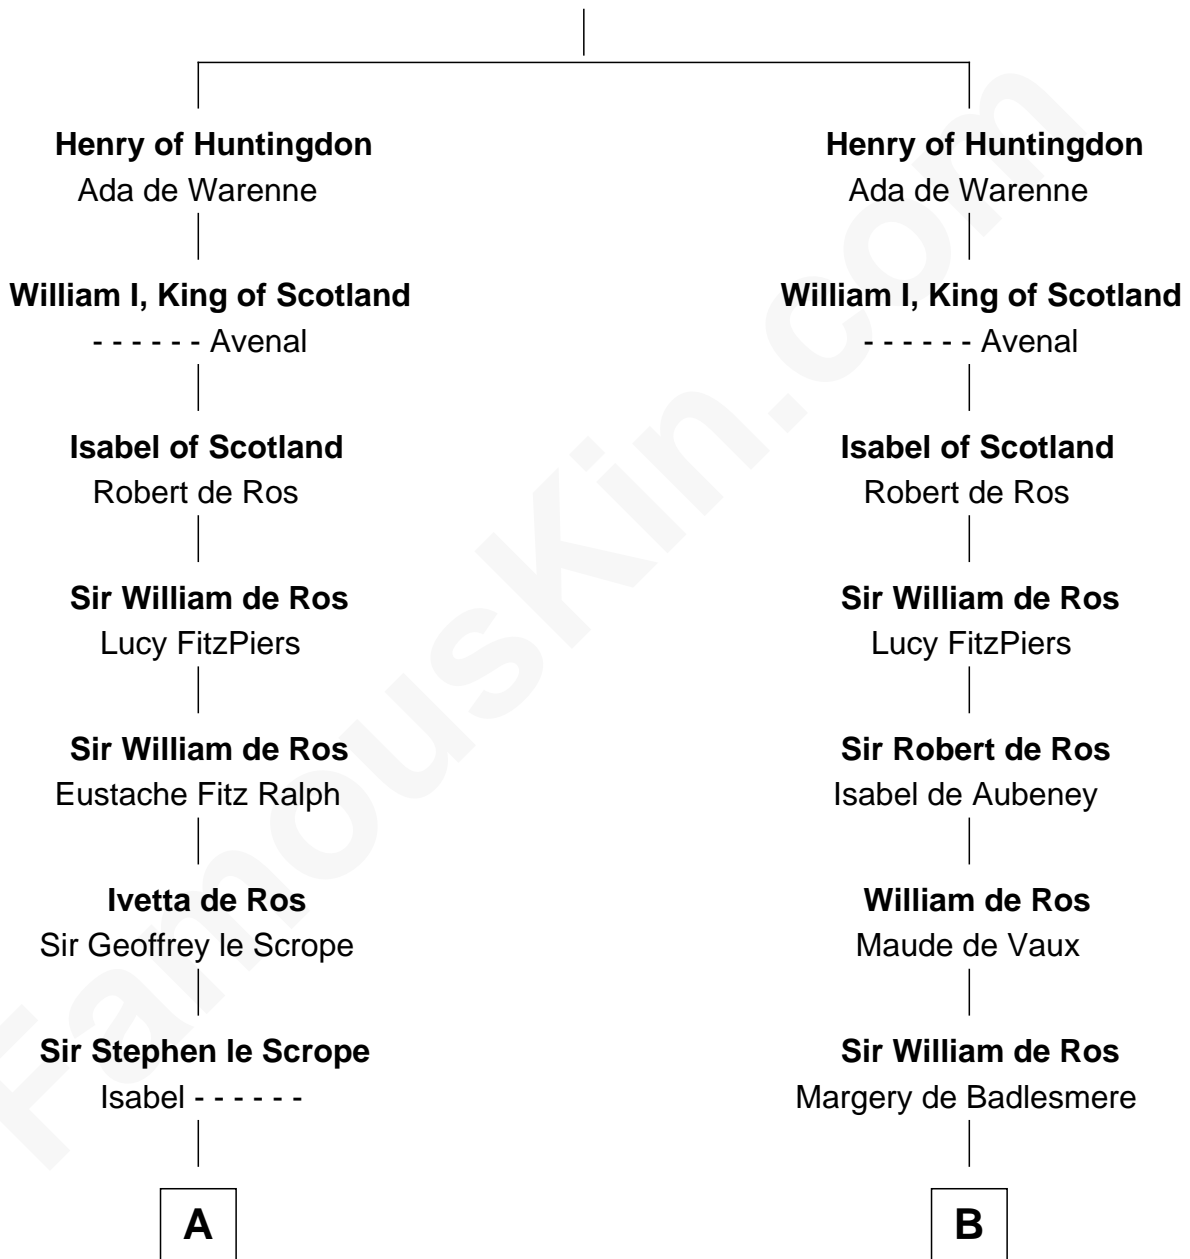 Henry of Huntingdon
Ada de Warenne
William I, King of Scotland
- - - - - - Avenal
Isabel of Scotland
Robert de Ros
Sir William de Ros
Lucy FitzPiers
Sir William de Ros
Eustache Fitz Ralph
Ivetta de Ros
Sir Geoffrey le Scrope
Sir Stephen le Scrope
Isabel - - - - - -
A
Henry of Huntingdon
Ada de Warenne
William I, King of Scotland
- - - - - - Avenal
Isabel of Scotland
Robert de Ros
Sir William de Ros
Lucy FitzPiers
Sir Robert de Ros
Isabel de Aubeney
William de Ros
Maude de Vaux
Sir William de Ros
Margery de Badlesmere
B
FamousKin.com